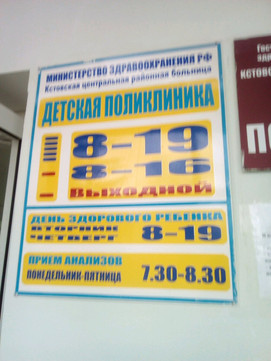 МИНИСТЕРСТВО ЗДРАВООХРАНЕНИЯ РФ
Кстовская центральная районная больница
ДЕТСКАЯ ПОЛИКЛИНИКА
8-19
8-16
ВЫХОДНОЙ
ДЕНЬ ЗДОРОВОГО РЕБЕНКА
ВТОРНИК
ЧЕТВЕРГ
8-19
ПРИЕМ АНАЛИЗОВ
ПОНЕДЕЛЬНИК-ПЯТНИЦА
7.30-8.30
КСТОВ